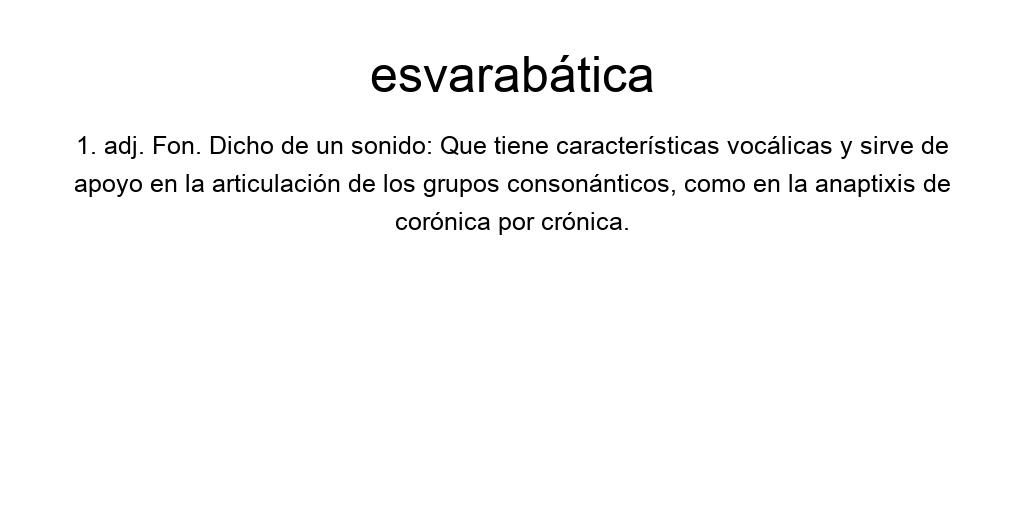 esvarabática
1. adj. Fon. Dicho de un sonido: Que tiene características vocálicas y sirve de
apoyo en la articulación de los grupos consonánticos, como en la anaptixis de
corónica por crónica.